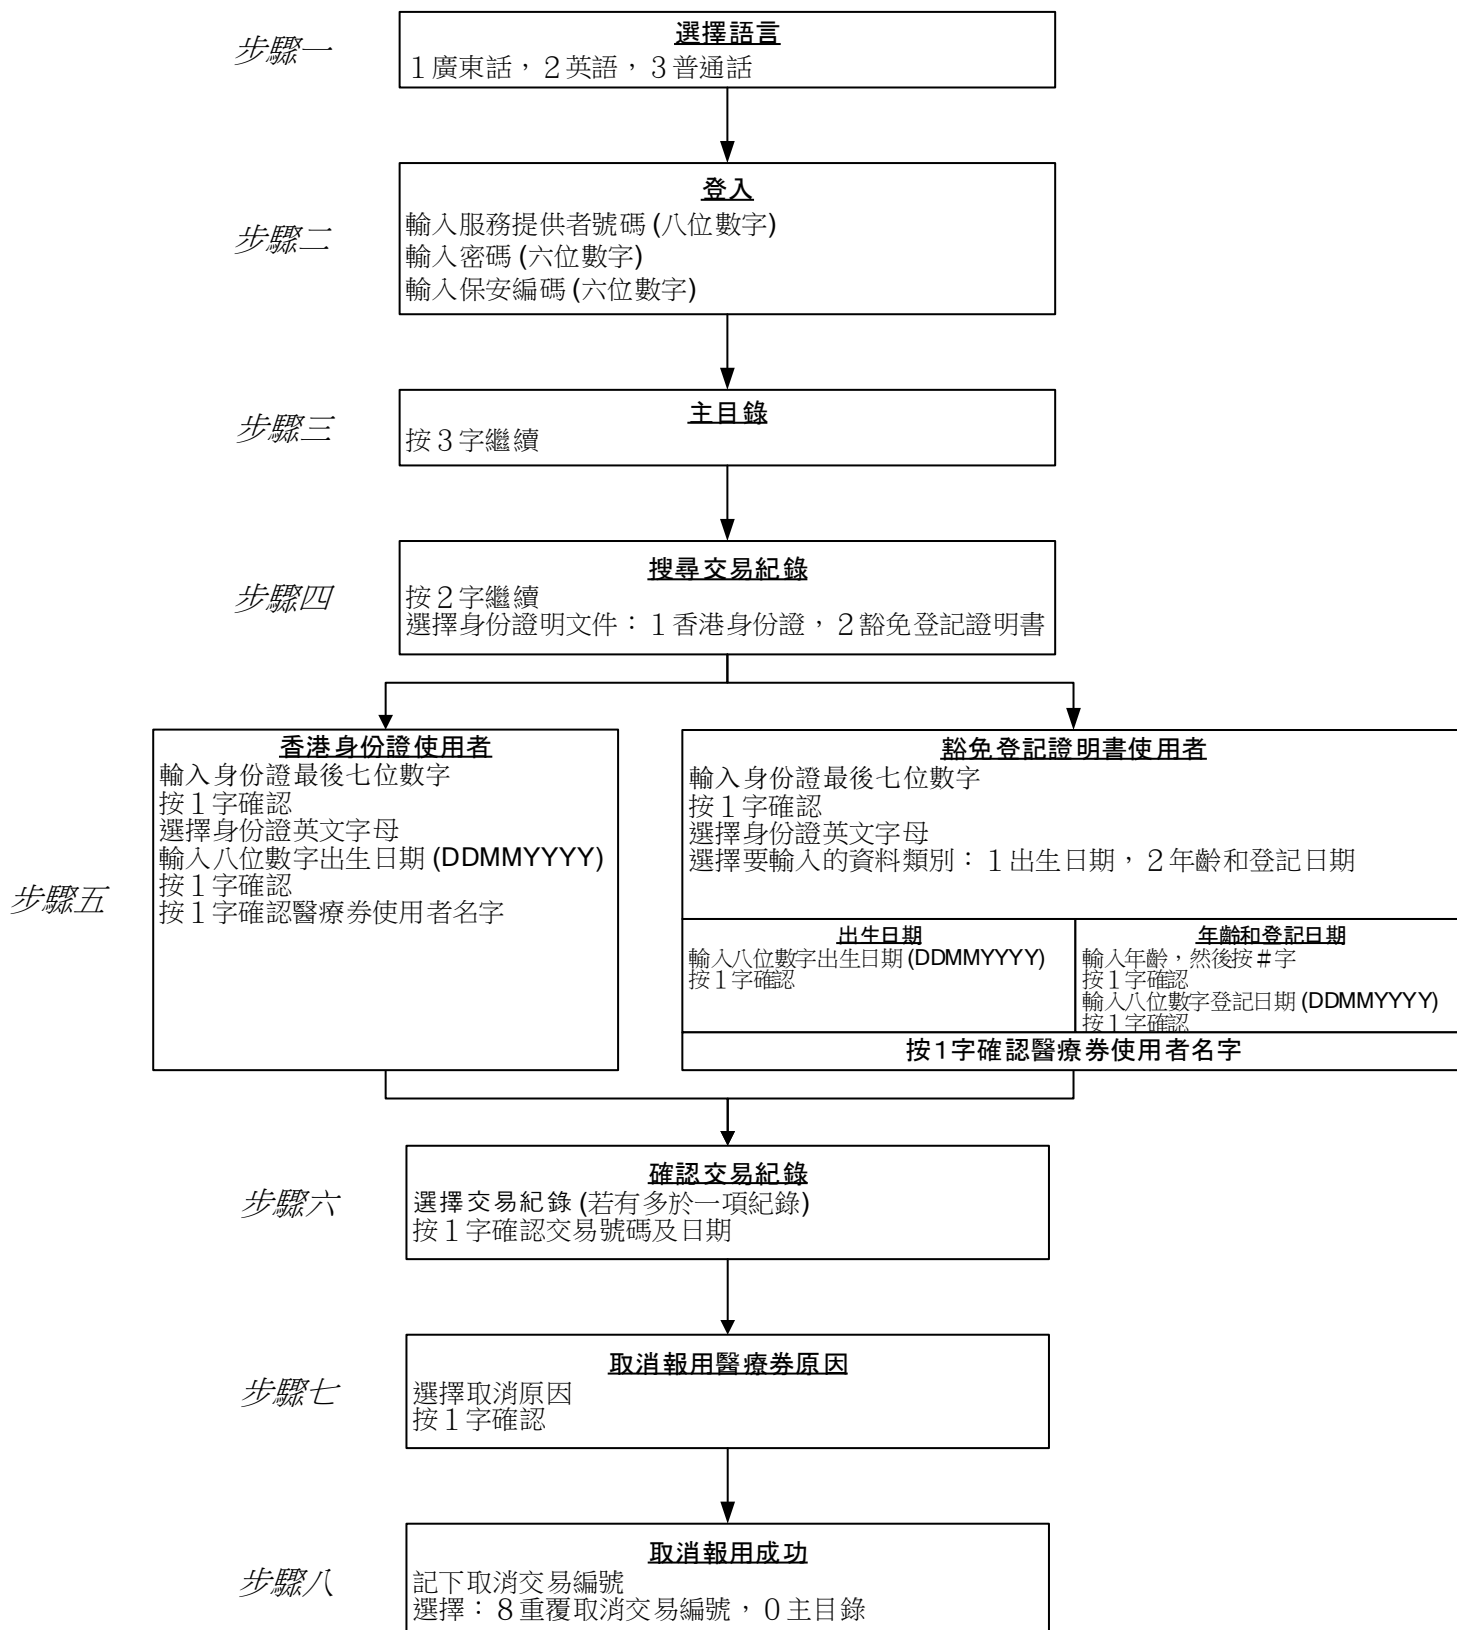 步驟一
選擇語言
１廣東話，２英語，３普通話
步驟二
登入
輸入服務提供者號碼 (八位數字)
輸入密碼 (六位數字)
輸入保安編碼 (六位數字)
步驟三
主目錄
按３字繼續
步驟四
搜尋交易紀錄
按２字繼續
選擇身份證明文件：１香港身份證，２豁免登記證明書
步驟五
香港身份證使用者
輸入身份證最後七位數字
按１字確認
選擇身份證英文字母
輸入八位數字出生日期 (DDMMYYYY)
按１字確認
按１字確認醫療券使用者名字
豁免登記證明書使用者
輸入身份證最後七位數字
按１字確認
選擇身份證英文字母
選擇要輸入的資料類別：１出生日期，２年齡和登記日期
出生日期
輸入八位數字出生日期 (DDMMYYYY)
按１字確認
年齡和登記日期
輸入年齡，然後按＃字
按１字確認
輸入八位數字登記日期 (DDMMYYYY)
按１字確認
按1字確認醫療券使用者名字
步驟六
確認交易紀錄
選擇交易紀錄 (若有多於一項紀錄)
按１字確認交易號碼及日期
步驟七
取消報用醫療券原因
選擇取消原因
按１字確認
步驟八
取消報用成功
記下取消交易編號
選擇：８重覆取消交易編號，０主目錄